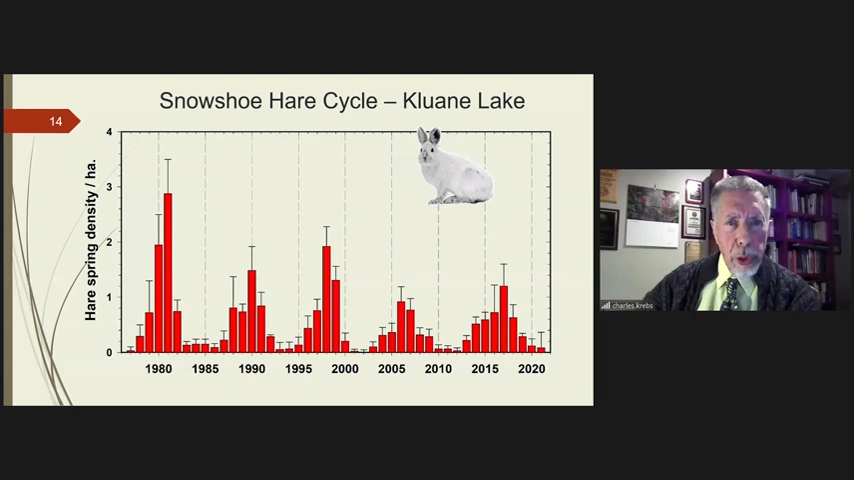 Snowshoe Hare Cycle – Kluane Lake
14
Hare spring density / ha.
4
3
2
1
0
1980 1985 1990 1995 2000 2005 2010 2015 2020
charles.krebs